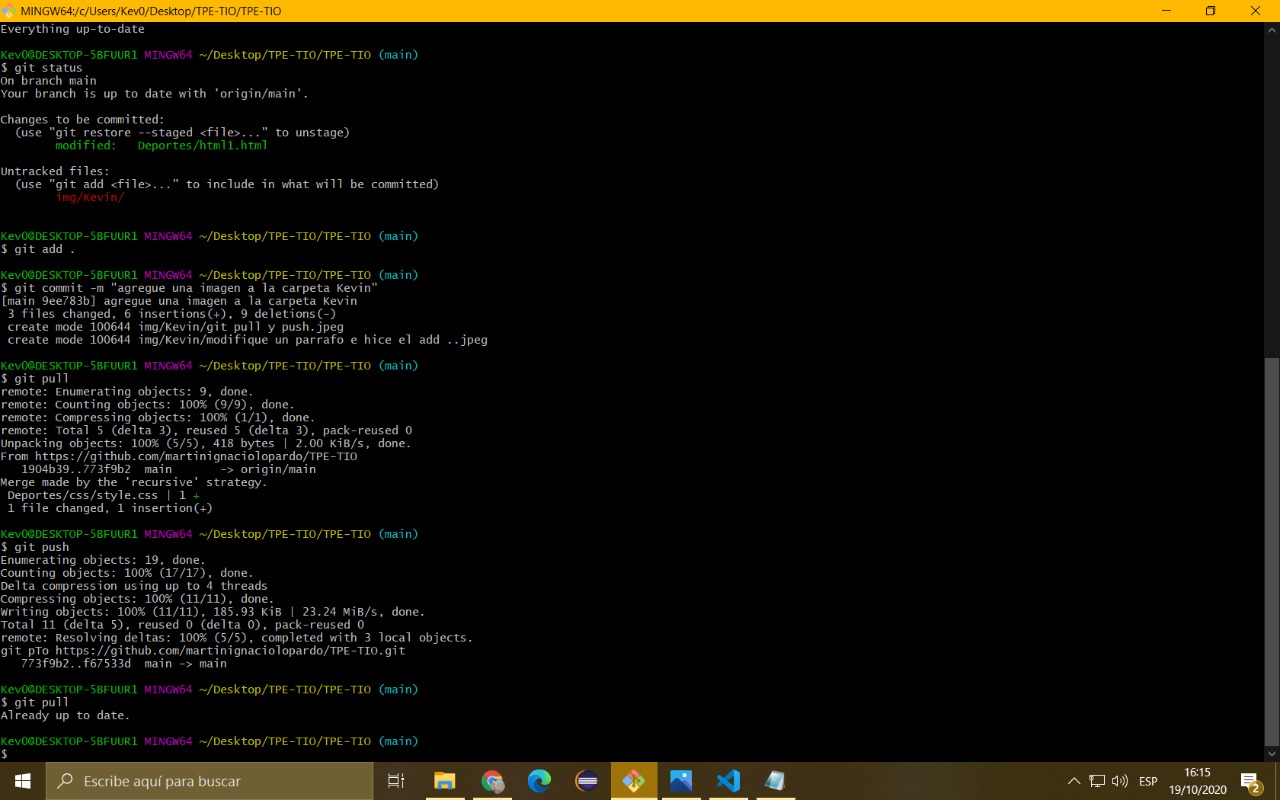 MINGW64:/c/Users/Kev0/Desktop/TPE-TIO/TPE-TIO
Everything up-to-date
Kev0@DESKTOP-5BFUUR1 MINGW64 ~/Desktop/TPE-TIO/TPE-TIO (main)
$ git status
On branch main
Your branch is up to date with 'origin/main'.
Changes to be committed:
(use "git restore --staged <file>..." to unstage)
modified:   Deportes/html1.html
Untracked files:
(use "git add <file>..." to include in what will be committed)
img/Kevin/
Kev0@DESKTOP-5BFUUR1 MINGW64 ~/Desktop/TPE-TIO/TPE-TIO (main)
$ git add .
Kev0@DESKTOP-5BFUUR1 MINGW64 ~/Desktop/TPE-TIO/TPE-TIO (main)
$ git commit -m "agregue una imagen a la carpeta Kevin"
[main 9ee783b] agregue una imagen a la carpeta Kevin
3 files changed, 6 insertions(+), 9 deletions(-)
create mode 100644 img/Kevin/git pull y push.jpeg
create mode 100644 img/Kevin/modifique un parrafo e hice el add ..jpeg
Kev0@DESKTOP-5BFUUR1 MINGW64 ~/Desktop/TPE-TIO/TPE-TIO (main)
$ git pull
remote: Enumerating objects: 9, done.
remote: Counting objects: 100% (9/9), done.
remote: Compressing objects: 100% (1/1), done.
remote: Total 5 (delta 3), reused 5 (delta 3), pack-reused 0
Unpacking objects: 100% (5/5), 418 bytes | 2.00 KiB/s, done.
From https://github.com/martinignaciolopardo/TPE-TIO
1904b39..773f9b2  main       -> origin/main
Merge made by the 'recursive' strategy.
Deportes/css/style.css | 1 +
1 file changed, 1 insertion(+)
Kev0@DESKTOP-5BFUUR1 MINGW64 ~/Desktop/TPE-TIO/TPE-TIO (main)
$ git push
Enumerating objects: 19, done.
Counting objects: 100% (17/17), done.
Delta compression using up to 4 threads
Compressing objects: 100% (11/11), done.
Writing objects: 100% (11/11), 185.93 KiB | 23.24 MiB/s, done.
Total 11 (delta 5), reused 0 (delta 0), pack-reused 0
remote: Resolving deltas: 100% (5/5), completed with 3 local objects.
git pTo https://github.com/martinignaciolopardo/TPE-TIO.git
773f9b2..f67533d  main -> main
Kev0@DESKTOP-5BFUUR1 MINGW64 ~/Desktop/TPE-TIO/TPE-TIO (main)
$ git pull
Already up to date.
Kev0@DESKTOP-5BFUUR1 MINGW64 ~/Desktop/TPE-TIO/TPE-TIO (main)
$
Escribe aquí para buscar
ESP
16:15
19/10/2020
2